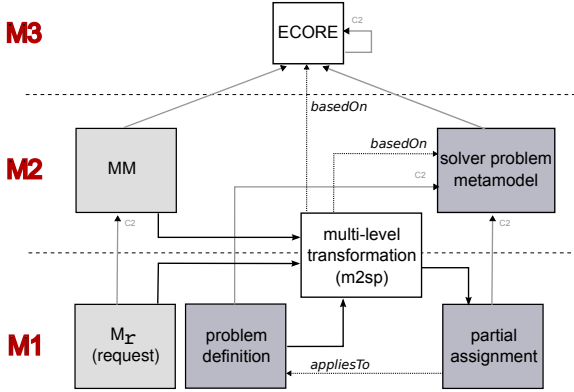 M3
ECORE
C2
basedOn
M2
MM
basedOn
solver problem
metamodel
C2
C2
C2
multi-level
transformation
(m2sp)
M1
Mr
(request)
problem
definition
appliesTo
partial
assignment